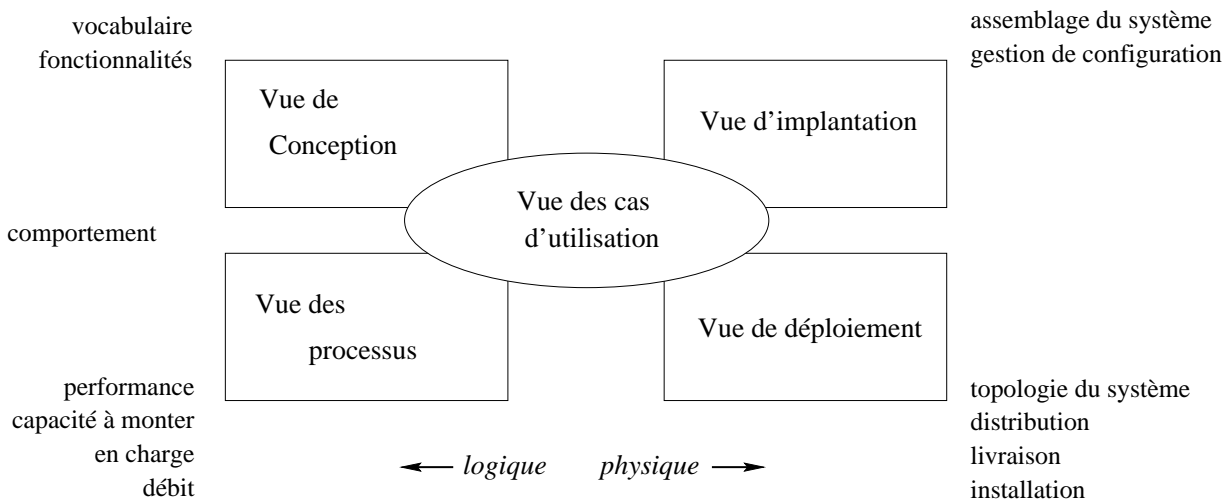 vocabulaire
fonctionnalités
assemblage du système
gestion de configuration
Vue de
Conception
Vue d'implantation
Vue des cas
d'utilisation
comportement
Vue des
processus
Vue de déploiement
performance
capacité à monter
en charge
débit
topologie du système
distribution
livraison
installation
logique physique